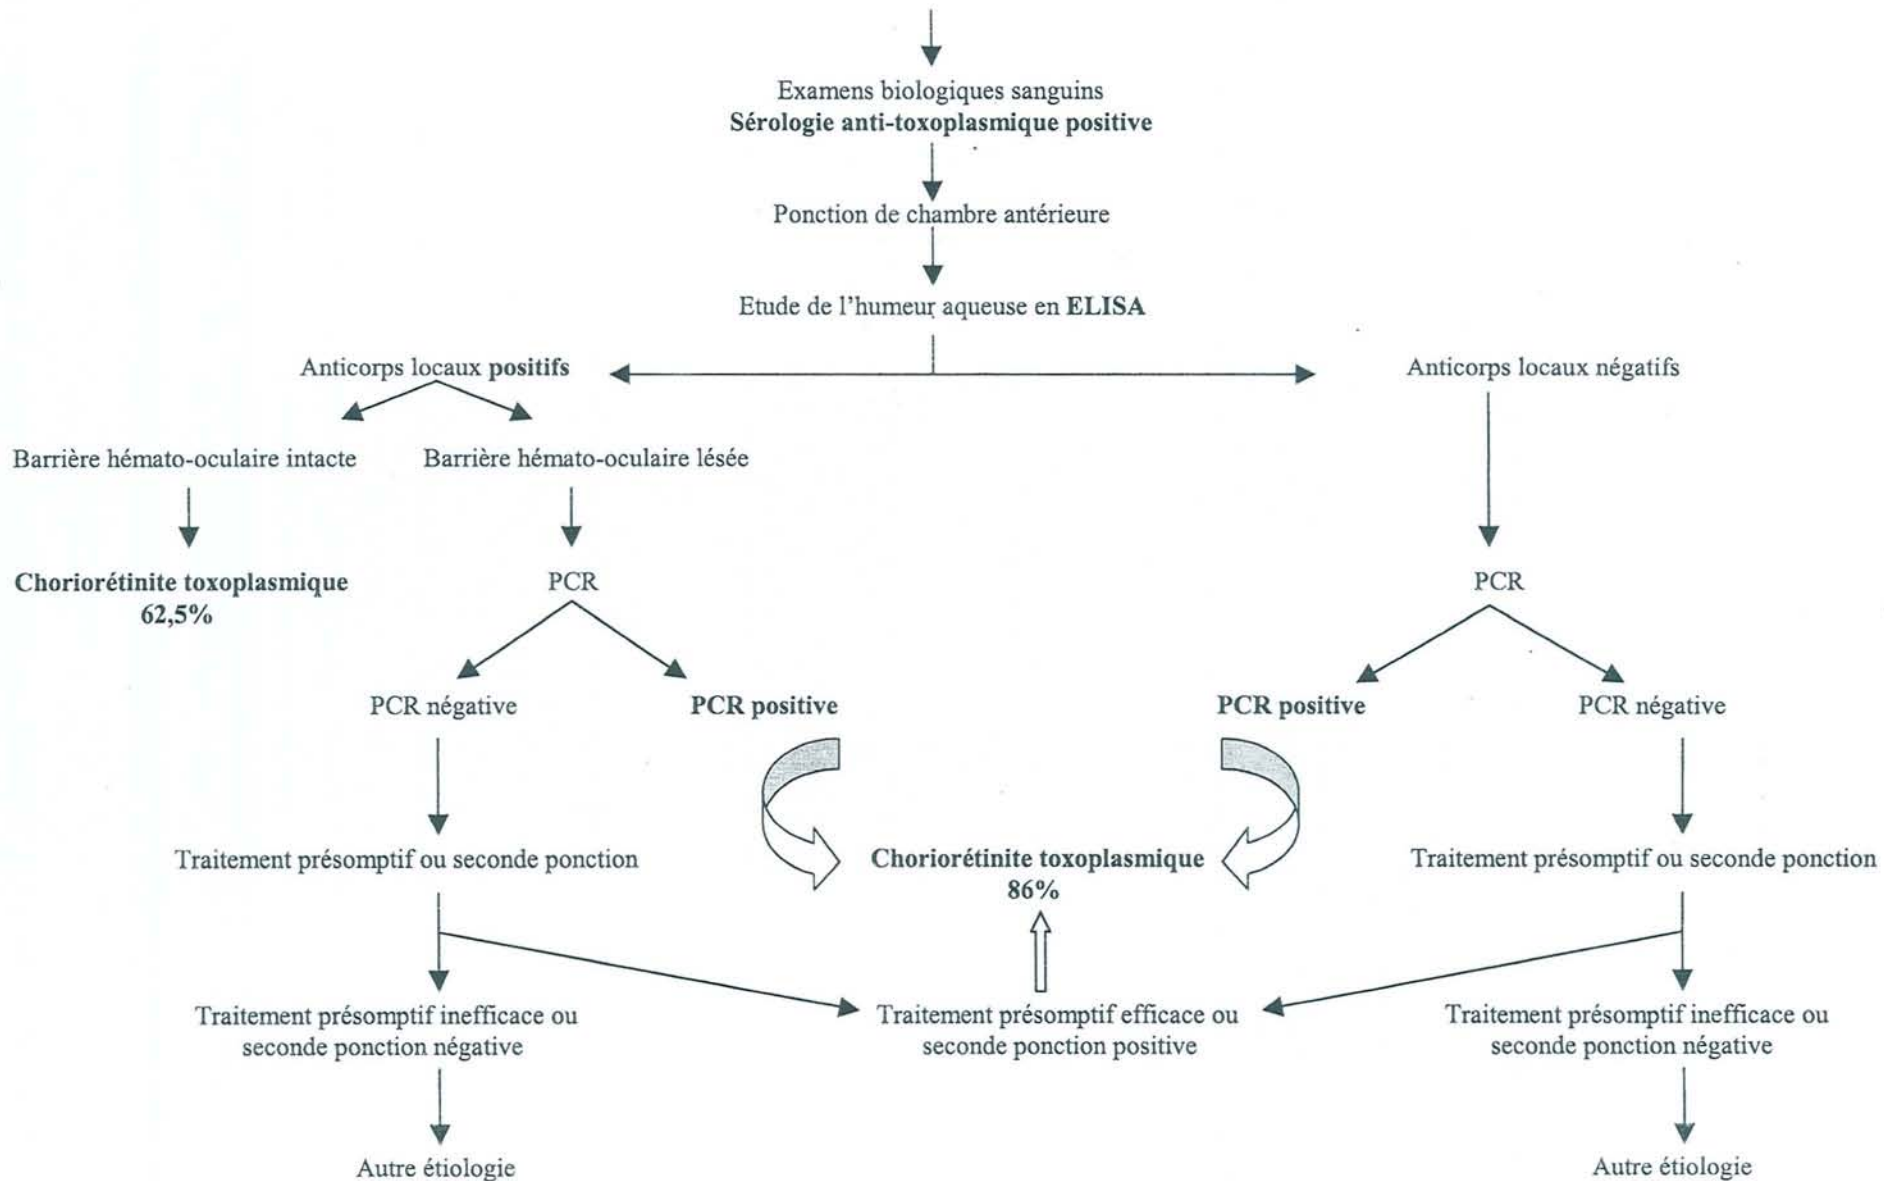 Examens biologiques sanguins
Sérologie anti-toxoplasmique positive
Ponction de chambre antérieure
Etude de l'humeur aqueuse en ELISA
Anticorps locaux positifs
Anticorps locaux négatifs
Barrière hémato-oculaire intacte
Barrière hémato-oculaire lésée
Choriorétinite toxoplasmique
62,5%
PCR
PCR
PCR négative
PCR positive
PCR positive
PCR négative
Traitement présomptif ou seconde ponction
Choriorétinite toxoplasmique
86%
Traitement présomptif ou seconde ponction
Traitement présomptif inefficace ou
seconde ponction négative
Traitement présomptif efficace ou
seconde ponction positive
Traitement présomptif inefficace ou
seconde ponction négative
Autre étiologie
Autre étiologie